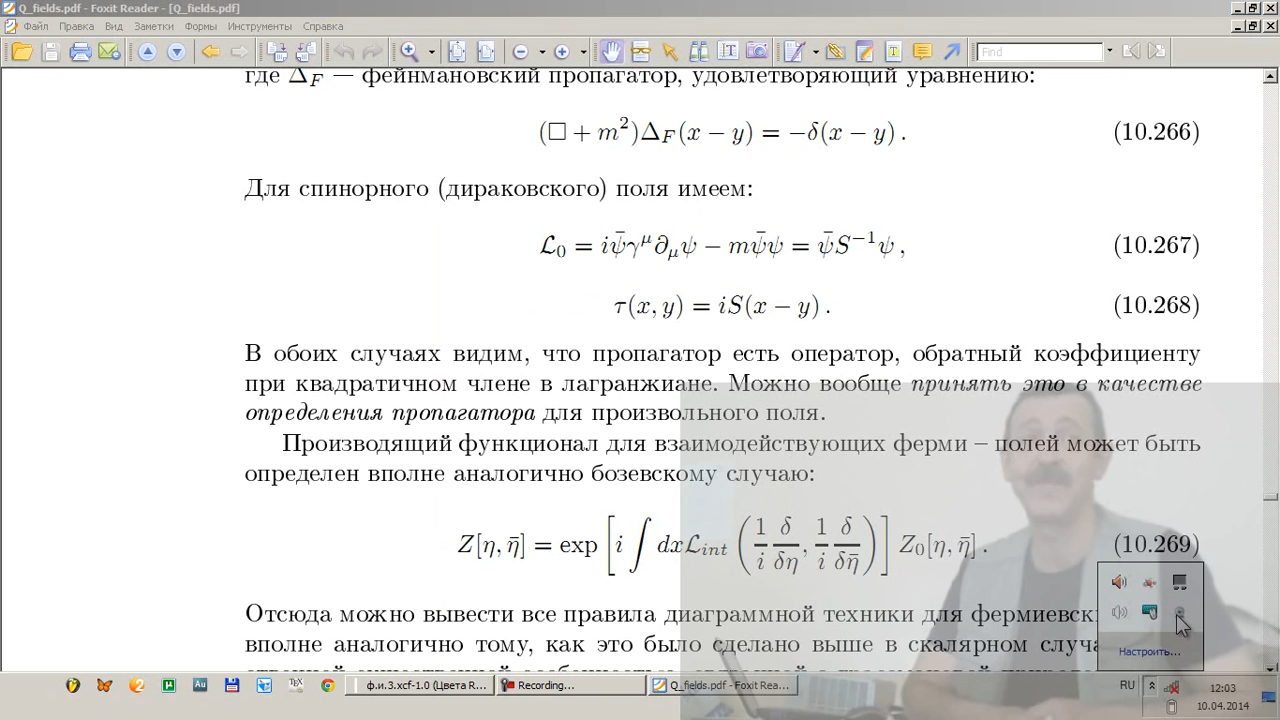 Q_fields.pdf - Foxit Reader - [Q_fields.pdf]
Файл Правка Вид Заметки Формы Инструменты Справка
Find
где Δ_F — фейнмановский пропагатор, удовлетворяющий уравнению:
(□ + m²)Δ_F(x − y) = −δ(x − y) . (10.266)
Для спинорного (дираковского) поля имеем:
ℒ₀ = iψ̄γ^μ∂_μψ − mψ̄ψ = ψ̄S⁻¹ψ , (10.267)
τ(x, y) = iS(x − y) . (10.268)
В обоих случаях видим, что пропагатор есть оператор, обратный коэффициенту
при квадратичном члене в лагранжиане. Можно вообще принять это в качестве
определения пропагатора для произвольного поля.
Производящий функционал для взаимодействующих ферми – полей может быть
определен вполне аналогично бозевскому случаю:
Z[η, η̄] = exp [ i ∫ dxℒ_int ( 1/i δ/δη , 1/i δ/δη̄ ) ] Z₀[η, η̄] . (10.269)
Отсюда можно вывести все правила диаграммной техники для фермиевски
вполне аналогично тому, как это было сделано выше в скалярном случа
Настроить...
ф.и.3.xcf-1.0 (Цвета R... Recording... Q_fields.pdf - Foxit Rea... RU 12:03
10.04.2014